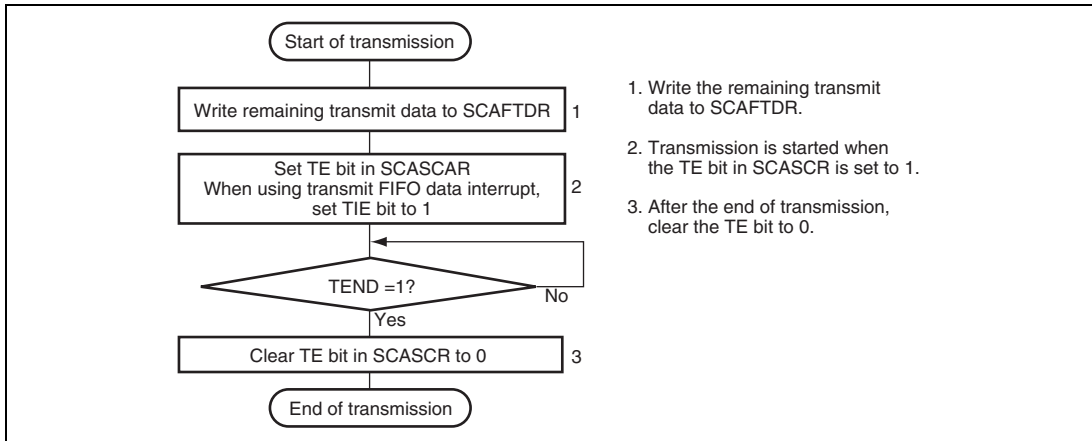 Start of transmission
Write remaining transmit data to SCAFTDR
1
Set TE bit in SCASCAR
When using transmit FIFO data interrupt,
set TIE bit to 1
2
TEND =1?
No
Yes
Clear TE bit in SCASCR to 0
3
End of transmission
1. Write the remaining transmit
data to SCAFTDR.
2. Transmission is started when
the TE bit in SCASCR is set to 1.
3. After the end of transmission,
clear the TE bit to 0.